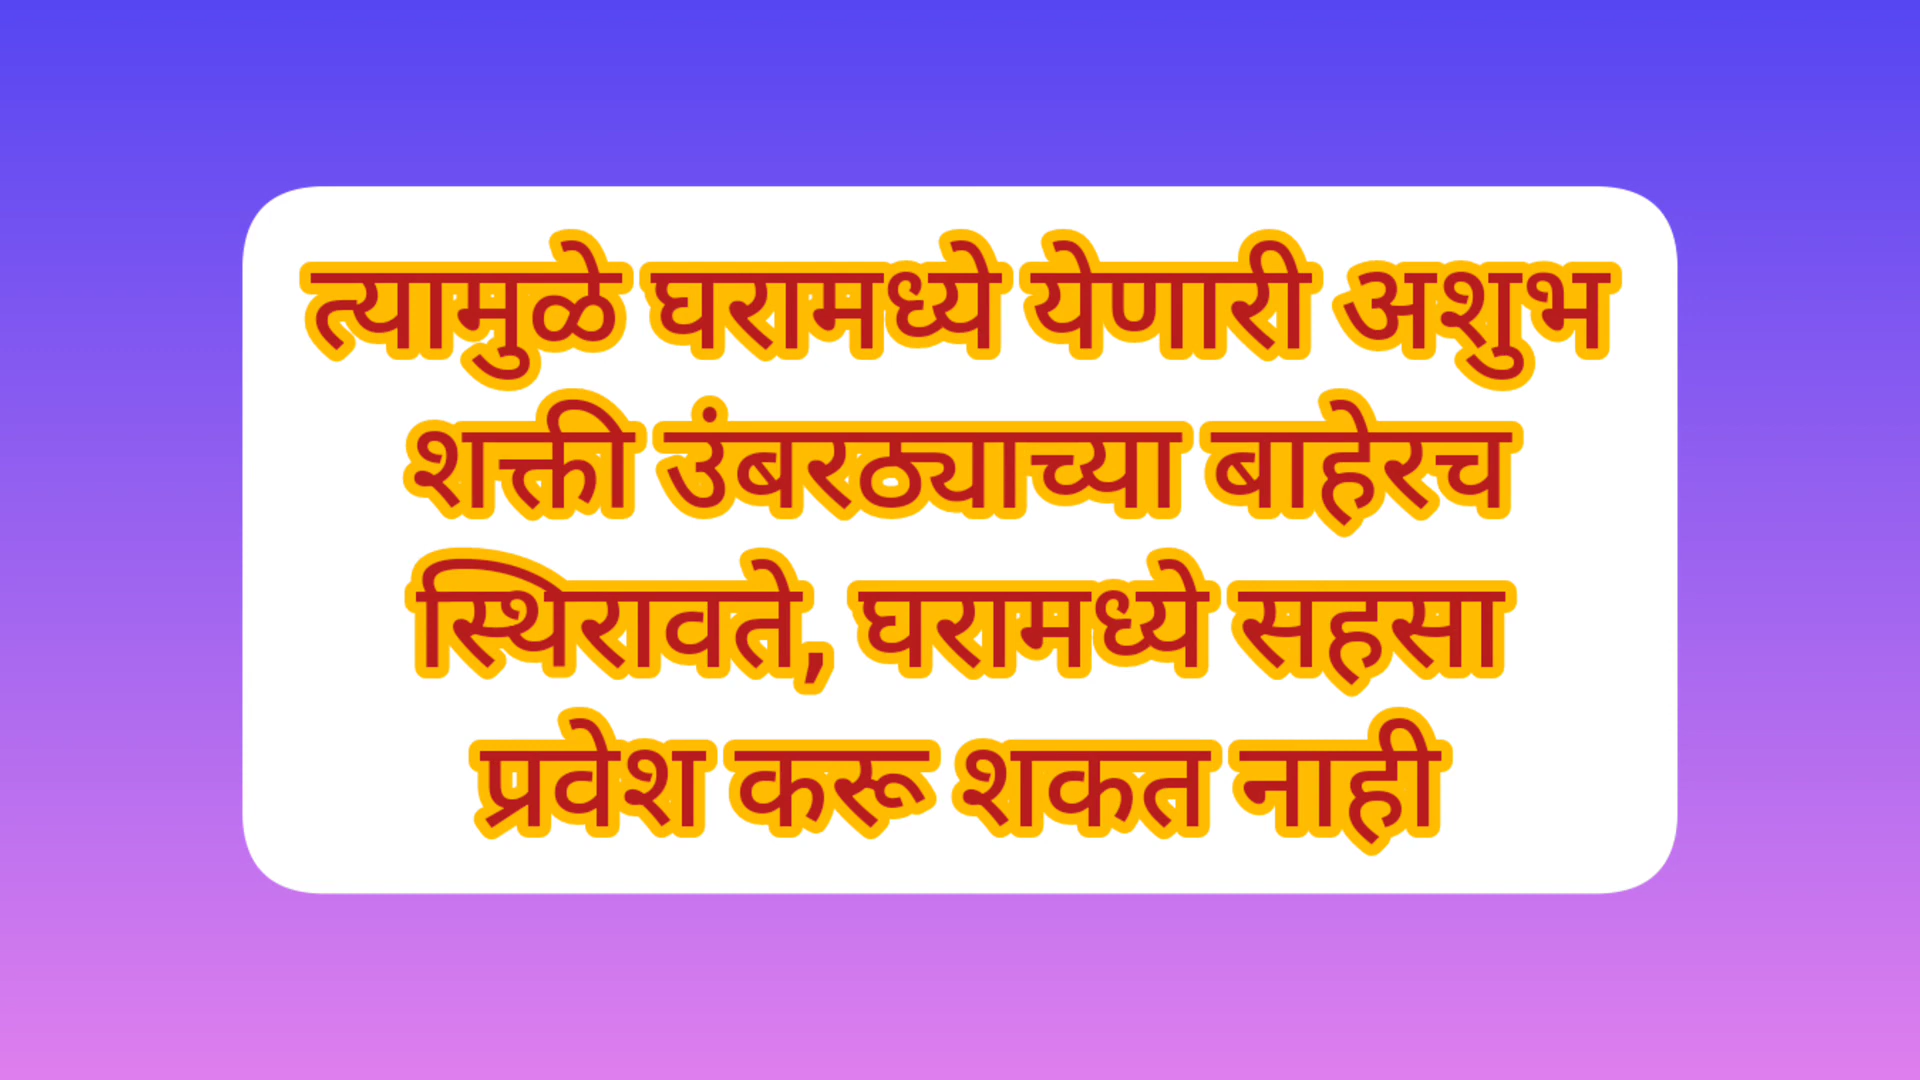 त्यामुळे घरामध्ये येणारी अशुभ
शक्ती उंबरठ्याच्या बाहेरच
स्थिरावते, घरामध्ये सहसा
प्रवेश करू शकत नाही